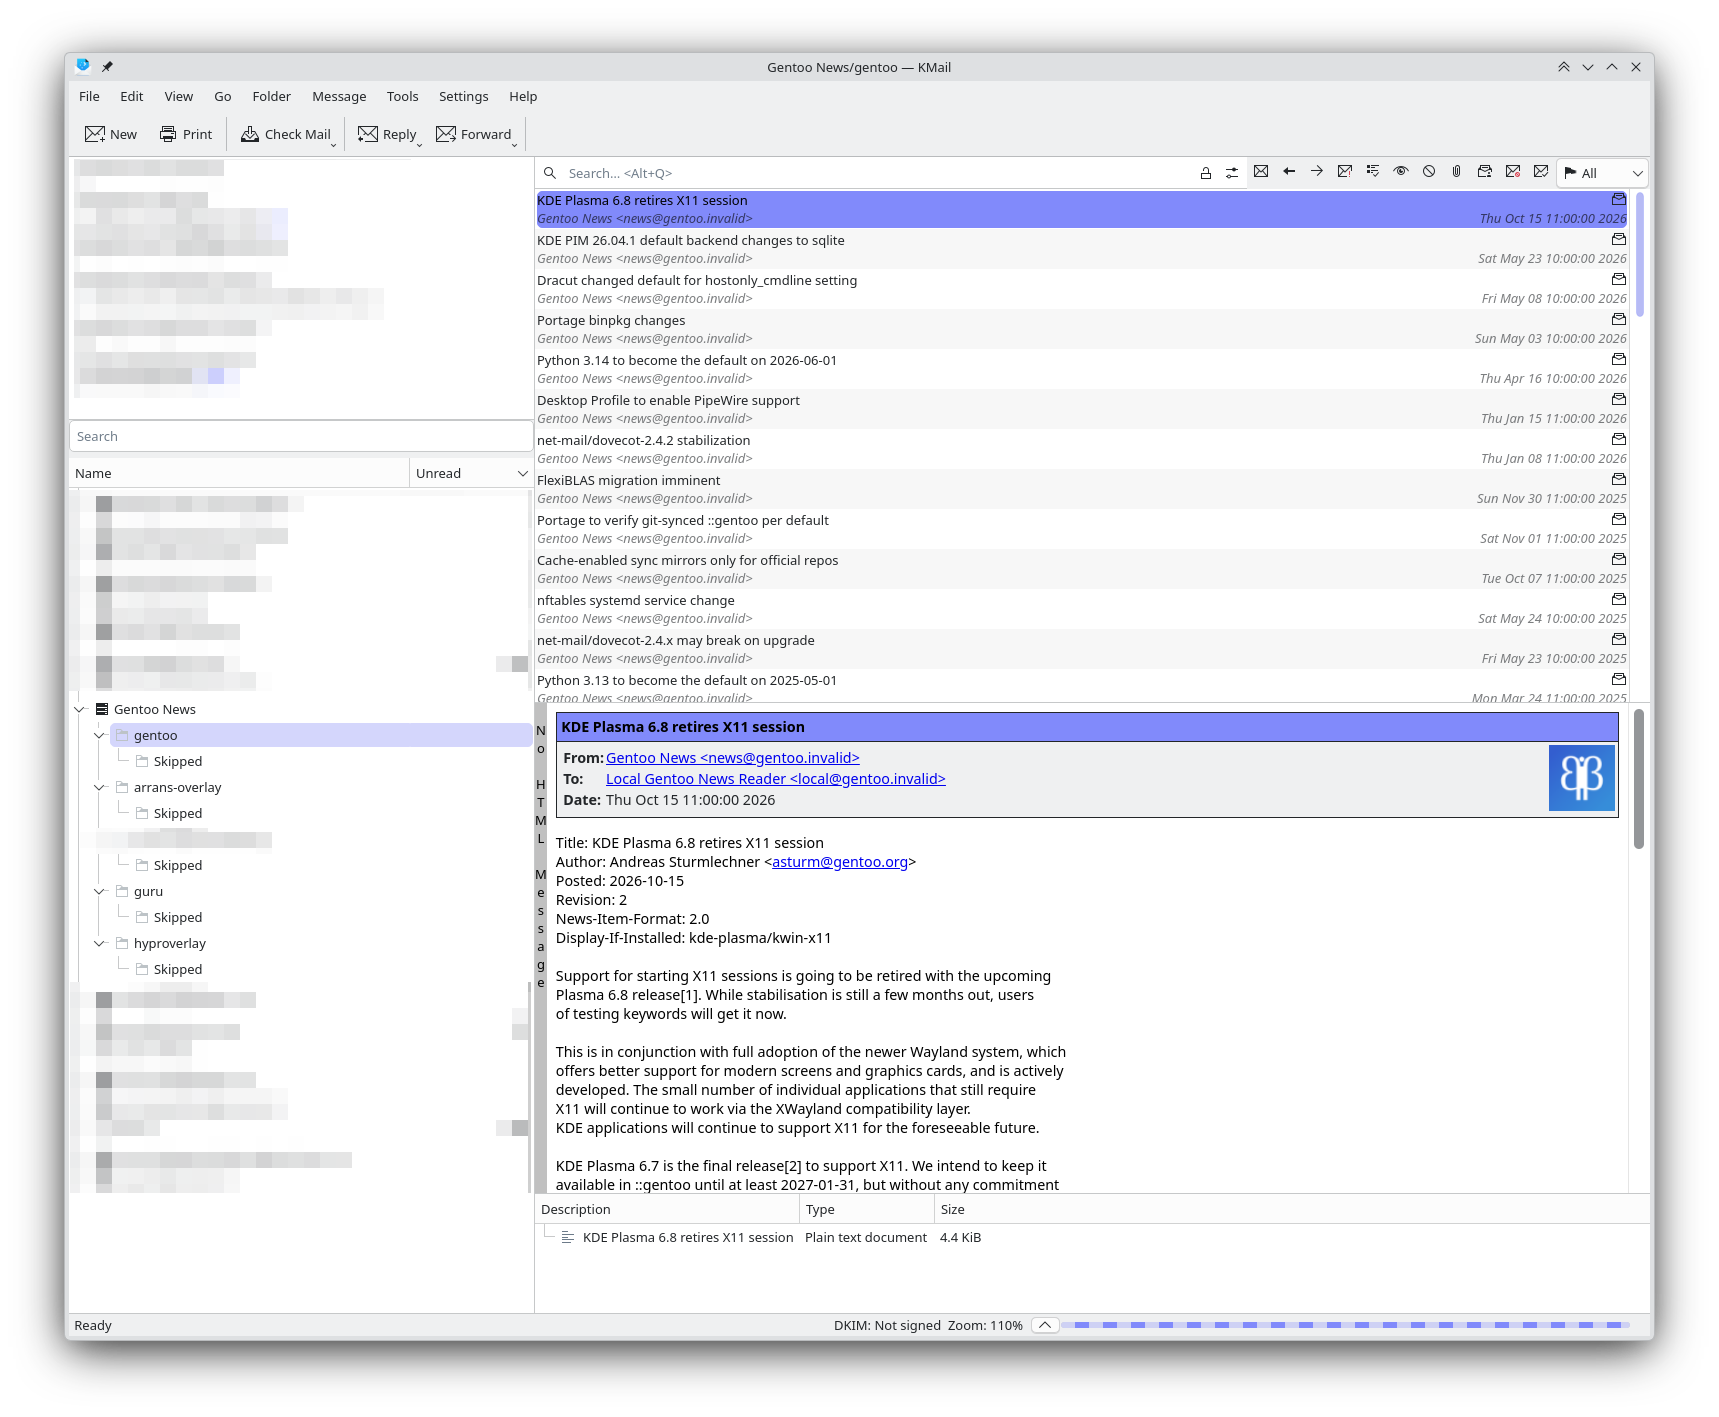 Gentoo News/gentoo — KMail
File Edit View Go Folder Message Tools Settings Help
New Print Check Mail Reply Forward
Search
Name Unread
Gentoo News
gentoo
Skipped
arrans-overlay
Skipped
Skipped
guru
Skipped
hyproverlay
Skipped
Search... <Alt+Q> All
KDE Plasma 6.8 retires X11 session
Gentoo News <news@gentoo.invalid> Thu Oct 15 11:00:00 2026
KDE PIM 26.04.1 default backend changes to sqlite
Gentoo News <news@gentoo.invalid> Sat May 23 10:00:00 2026
Dracut changed default for hostonly_cmdline setting
Gentoo News <news@gentoo.invalid> Fri May 08 10:00:00 2026
Portage binpkg changes
Gentoo News <news@gentoo.invalid> Sun May 03 10:00:00 2026
Python 3.14 to become the default on 2026-06-01
Gentoo News <news@gentoo.invalid> Thu Apr 16 10:00:00 2026
Desktop Profile to enable PipeWire support
Gentoo News <news@gentoo.invalid> Thu Jan 15 11:00:00 2026
net-mail/dovecot-2.4.2 stabilization
Gentoo News <news@gentoo.invalid> Thu Jan 08 11:00:00 2026
FlexiBLAS migration imminent
Gentoo News <news@gentoo.invalid> Sun Nov 30 11:00:00 2025
Portage to verify git-synced ::gentoo per default
Gentoo News <news@gentoo.invalid> Sat Nov 01 11:00:00 2025
Cache-enabled sync mirrors only for official repos
Gentoo News <news@gentoo.invalid> Tue Oct 07 11:00:00 2025
nftables systemd service change
Gentoo News <news@gentoo.invalid> Sat May 24 10:00:00 2025
net-mail/dovecot-2.4.x may break on upgrade
Gentoo News <news@gentoo.invalid> Fri May 23 10:00:00 2025
Python 3.13 to become the default on 2025-05-01
Gentoo News <news@gentoo.invalid> Mon Mar 24 11:00:00 2025
No HTML Message
KDE Plasma 6.8 retires X11 session
From: Gentoo News <news@gentoo.invalid>
To: Local Gentoo News Reader <local@gentoo.invalid>
Date: Thu Oct 15 11:00:00 2026
Title: KDE Plasma 6.8 retires X11 session
Author: Andreas Sturmlechner <asturm@gentoo.org>
Posted: 2026-10-15
Revision: 2
News-Item-Format: 2.0
Display-If-Installed: kde-plasma/kwin-x11
Support for starting X11 sessions is going to be retired with the upcoming
Plasma 6.8 release[1]. While stabilisation is still a few months out, users
of testing keywords will get it now.
This is in conjunction with full adoption of the newer Wayland system, which
offers better support for modern screens and graphics cards, and is actively
developed. The small number of individual applications that still require
X11 will continue to work via the XWayland compatibility layer.
KDE applications will continue to support X11 for the foreseeable future.
KDE Plasma 6.7 is the final release[2] to support X11. We intend to keep it
available in ::gentoo until at least 2027-01-31, but without any commitment
Description Type Size
KDE Plasma 6.8 retires X11 session Plain text document 4.4 KiB
Ready DKIM: Not signed Zoom: 110%